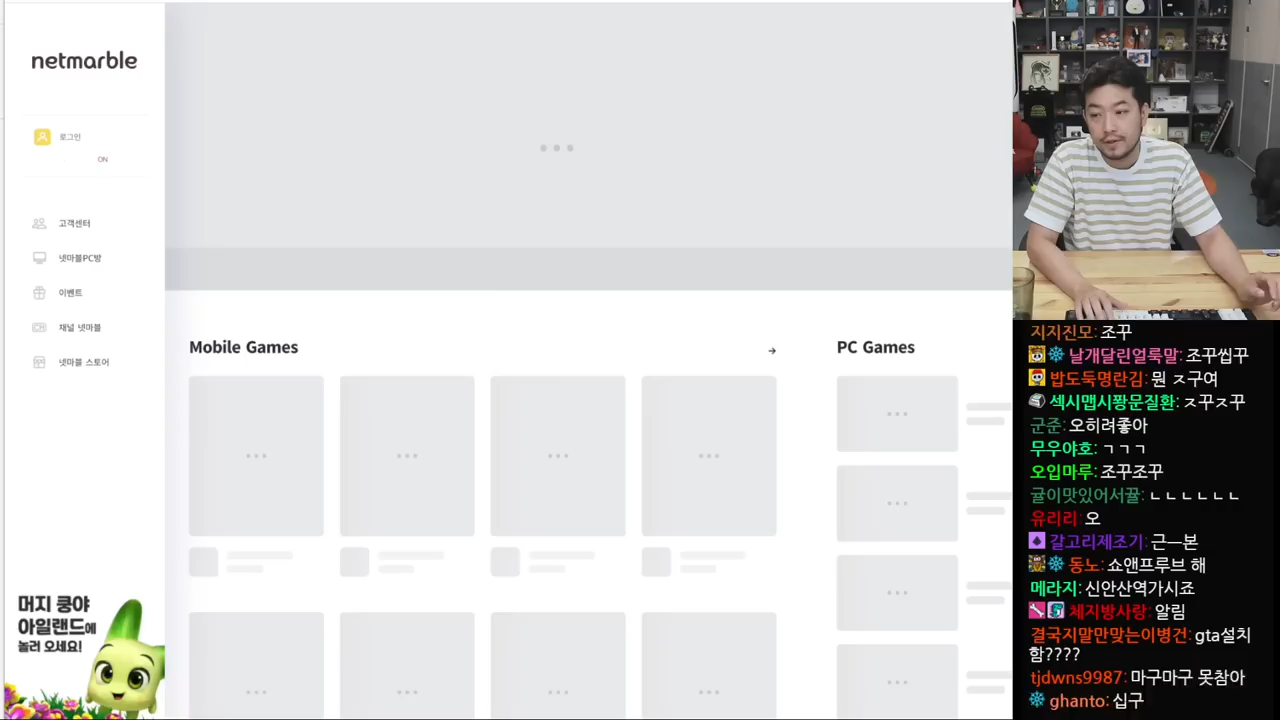 netmarble
로그인
ON
고객센터
넷마블PC방
이벤트
채널 넷마블
넷마블 스토어
머지 쿵야
아일랜드에
놀러 오세요!
Mobile Games
PC Games
지지진모: 조꾸
날개달린얼룩말: 조꾸씹꾸
밥도둑명란김: 뭔 ㅈ구여
섹시맵시쫭문질환: ㅈ꾸ㅈ꾸
군준: 오히려좋아
무우야호: ㄱㄱㄱ
오입마루: 조꾸조꾸
귤이맛있어서뀰: ㄴㄴㄴㄴㄴㄴ
유리리: 오
갈고리제조기: 근—본
동노: 쇼앤프루브 해
메라지: 신안산역가시죠
체지방사랑: 알림
결국지말만맞는이병건: gta설치
함????
tjdwns9987: 마구마구 못참아
ghanto: 십구